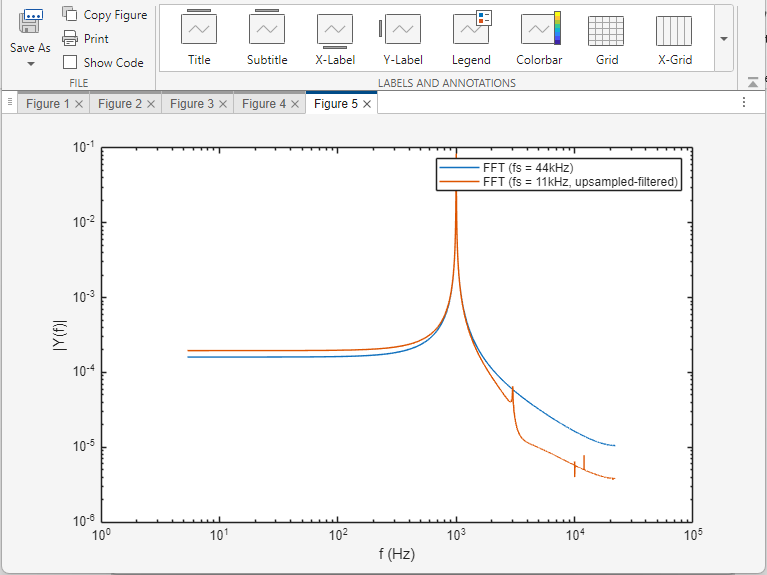 Save As
Copy Figure
Print
Show Code
FILE
Title
Subtitle
X-Label
Y-Label
Legend
Colorbar
Grid
X-Grid
LABELS AND ANNOTATIONS
Figure 1 ×
Figure 2 ×
Figure 3 ×
Figure 4 ×
Figure 5 ×
FFT (fs = 44kHz)
FFT (fs = 11kHz, upsampled-filtered)
|Y(f)|
10⁻¹
10⁻²
10⁻³
10⁻⁴
10⁻⁵
10⁻⁶
10⁰ 10¹ 10² 10³ 10⁴ 10⁵
f (Hz)